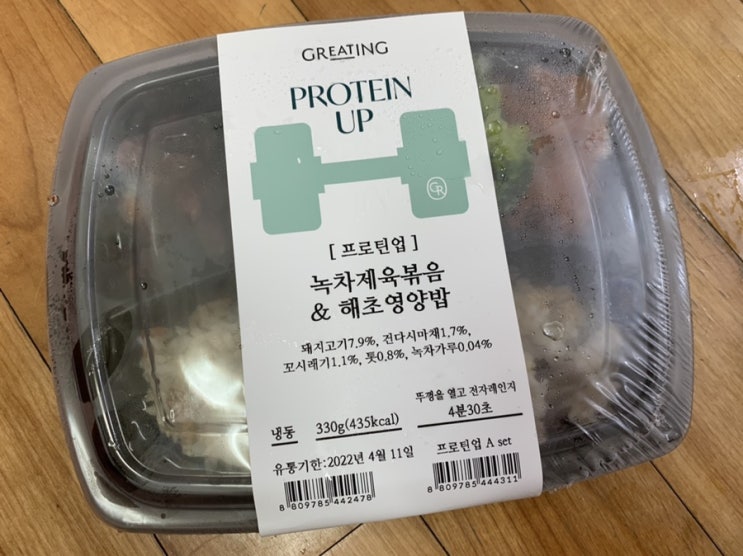 GREATING
PROTEIN
UP
GR
[ 프로틴업 ]
녹차제육볶음
& 해초영양밥
돼지고기7.9%, 건다시마채1.7%,
꼬시래기1.1%, 톳0.8%, 녹차가루0.04%
뚜껑을 열고 전자레인지
냉동 330g(435kcal) 4분30초
유통기한:2022년 4월 11일 프로틴업 A set
8 809785 442478
8 809785 444311